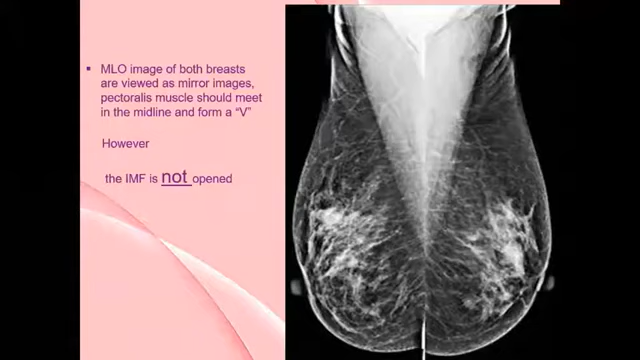 ▪ MLO image of both breasts
are viewed as mirror images,
pectoralis muscle should meet
in the midline and form a “V”
However
the IMF is not opened